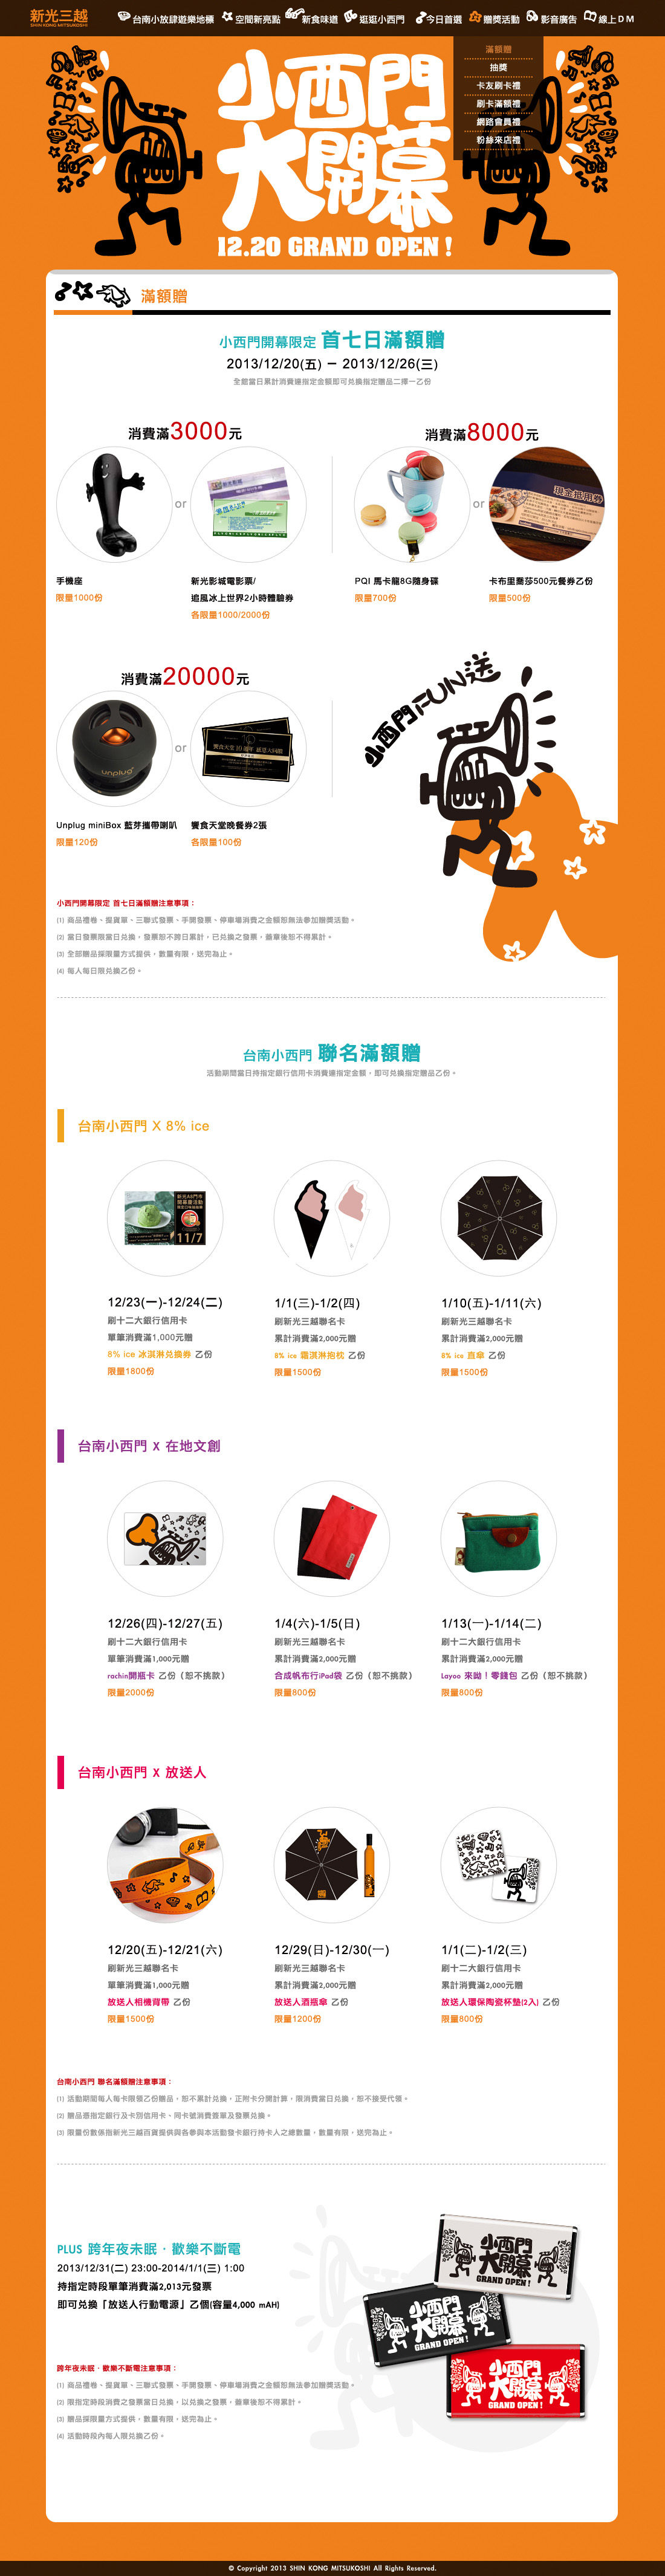 新光三越
SHIN KONG MITSUKOSHI
台南小放肆遊樂地標
空間新亮點
新食味道
逛逛小西門
今日首選
贈獎活動
影音廣告
線上DM
滿額贈
抽獎
卡友刷卡禮
刷卡滿額禮
網路會員禮
粉絲來店禮
小西門
大開幕
12.20 GRAND OPEN!
滿額贈
小西門開幕限定 首七日滿額贈
2013/12/20(五) － 2013/12/26(三)
全館當日累計消費達指定金額即可兌換指定贈品二擇一乙份
消費滿3000元
消費滿8000元
or
or
手機座
限量1000份
新光影城電影票/
追風冰上世界2小時體驗券
各限量1000/2000份
PQI 馬卡龍8G隨身碟
限量700份
現金抵用券
卡布里喬莎500元餐券乙份
限量500份
消費滿20000元
unplug
or
Unplug miniBox 藍芽攜帶喇叭
限量120份
饗食天堂晚餐券2張
各限量100份
小西門FUN送
小西門開幕限定 首七日滿額贈注意事項：
(1) 商品禮卷、提貨單、三聯式發票、手開發票、停車場消費之金額恕無法參加贈獎活動。
(2) 當日發票限當日兌換，發票恕不跨日累計，已兌換之發票，蓋單後恕不得累計。
(3) 全部贈品採限量方式提供，數量有限，送完為止。
(4) 每人每日限兌換乙份。
台南小西門 聯名滿額贈
活動期間當日持指定銀行信用卡消費達指定金額，即可兌換指定贈品乙份。
台南小西門 X 8% ice
11/7
12/23(一)-12/24(二)
刷十二大銀行信用卡
單筆消費滿1,000元贈
8% ice 冰淇淋兌換券 乙份
限量1800份
1/1(三)-1/2(四)
刷新光三越聯名卡
累計消費滿2,000元贈
8% ice 霜淇淋抱枕 乙份
限量1500份
1/10(五)-1/11(六)
刷新光三越聯名卡
累計消費滿2,000元贈
8% ice 直傘 乙份
限量1500份
台南小西門 X 在地文創
12/26(四)-12/27(五)
刷十二大銀行信用卡
單筆消費滿1,000元贈
rachin開瓶卡 乙份（恕不挑款）
限量2000份
1/4(六)-1/5(日)
刷新光三越聯名卡
累計消費滿2,000元贈
合成帆布行iPad袋 乙份（恕不挑款）
限量800份
1/13(一)-1/14(二)
刷十二大銀行信用卡
累計消費滿2,000元贈
Layoo 來呦！零錢包 乙份（恕不挑款）
限量800份
台南小西門 X 放送人
12/20(五)-12/21(六)
刷新光三越聯名卡
單筆消費滿1,000元贈
放送人相機背帶 乙份
限量1500份
12/29(日)-12/30(一)
刷新光三越聯名卡
累計消費滿2,000元贈
放送人酒瓶傘 乙份
限量1200份
1/1(二)-1/2(三)
刷十二大銀行信用卡
累計消費滿2,000元贈
放送人環保陶瓷杯墊(2入) 乙份
限量800份
台南小西門 聯名滿額贈注意事項：
(1) 活動期間每人每卡限領乙份贈品，恕不累計兌換，正附卡分開計算，限消費當日兌換，恕不接受代領。
(2) 贈品憑指定銀行及卡別信用卡、同卡號消費簽單及發票兌換。
(3) 限量份數係指新光三越百貨提供與各參與本活動發卡銀行持卡人之總數量，數量有限，送完為止。
PLUS 跨年夜未眠．歡樂不斷電
2013/12/31(二) 23:00-2014/1/1(三) 1:00
持指定時段單筆消費滿2,013元發票
即可兌換「放送人行動電源」乙個(容量4,000 mAH)
小西門
大開幕
GRAND OPEN!
小西門
大開幕
GRAND OPEN!
小西門
大開幕
GRAND OPEN!
跨年夜未眠．歡樂不斷電注意事項：
(1) 商品禮卷、提貨單、三聯式發票、手開發票、停車場消費之金額恕無法參加贈獎活動。
(2) 限指定時段消費之發票當日兌換，以兌換之發票，蓋單後恕不得累計。
(3) 贈品採限量方式提供，數量有限，送完為止。
(4) 活動時段內每人限兌換乙份。
© Copyright 2013 SHIN KONG MITSUKOSHI All Rights Reserved.